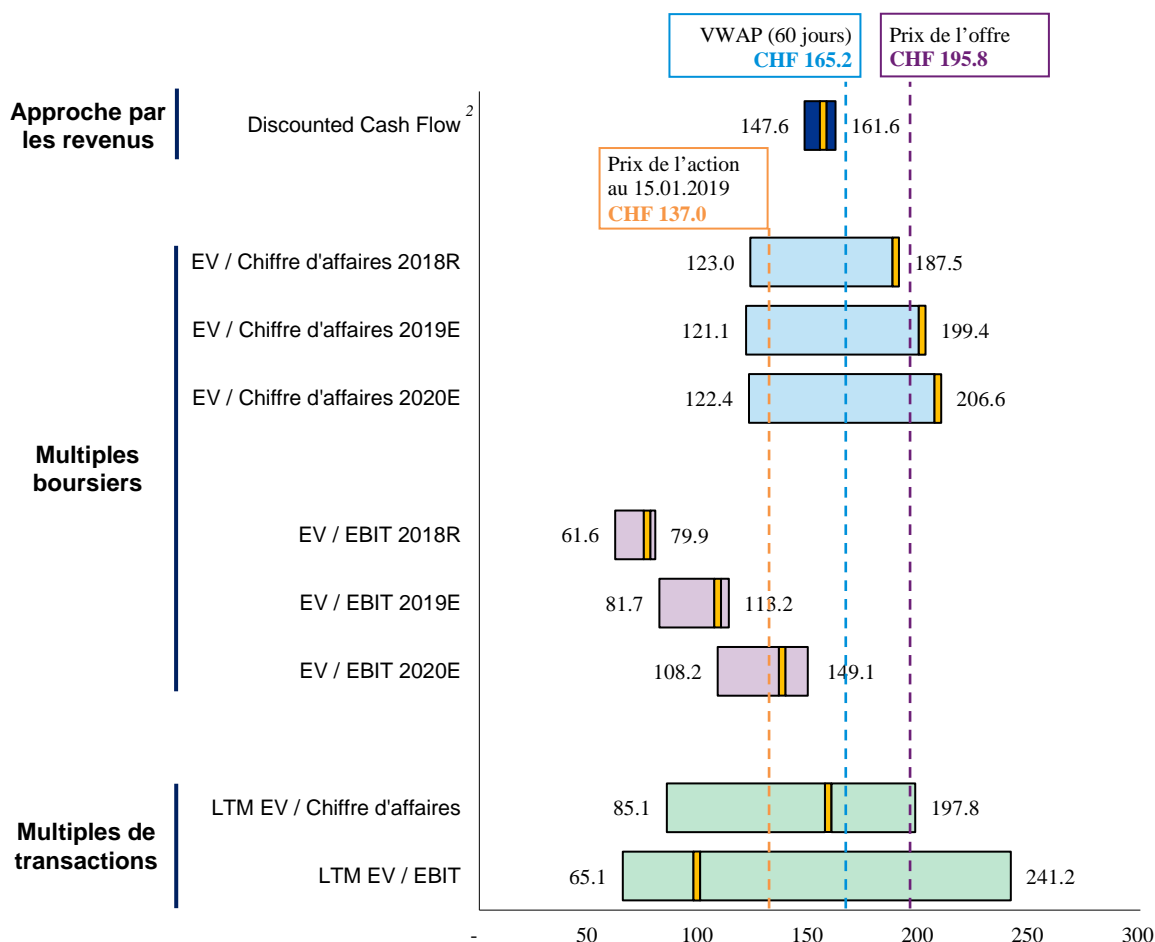 VWAP (60 jours)
CHF 165.2
Prix de l’offre
CHF 195.8
Approche par
les revenus
Discounted Cash Flow 2
147.6
161.6
Prix de l’action
au 15.01.2019
CHF 137.0
Multiples
boursiers
EV / Chiffre d'affaires 2018R
123.0
187.5
EV / Chiffre d'affaires 2019E
121.1
199.4
EV / Chiffre d'affaires 2020E
122.4
206.6
EV / EBIT 2018R
61.6
79.9
EV / EBIT 2019E
81.7
113.2
EV / EBIT 2020E
108.2
149.1
Multiples de
transactions
LTM EV / Chiffre d'affaires
85.1
197.8
LTM EV / EBIT
65.1
241.2
- 50 100 150 200 250 300